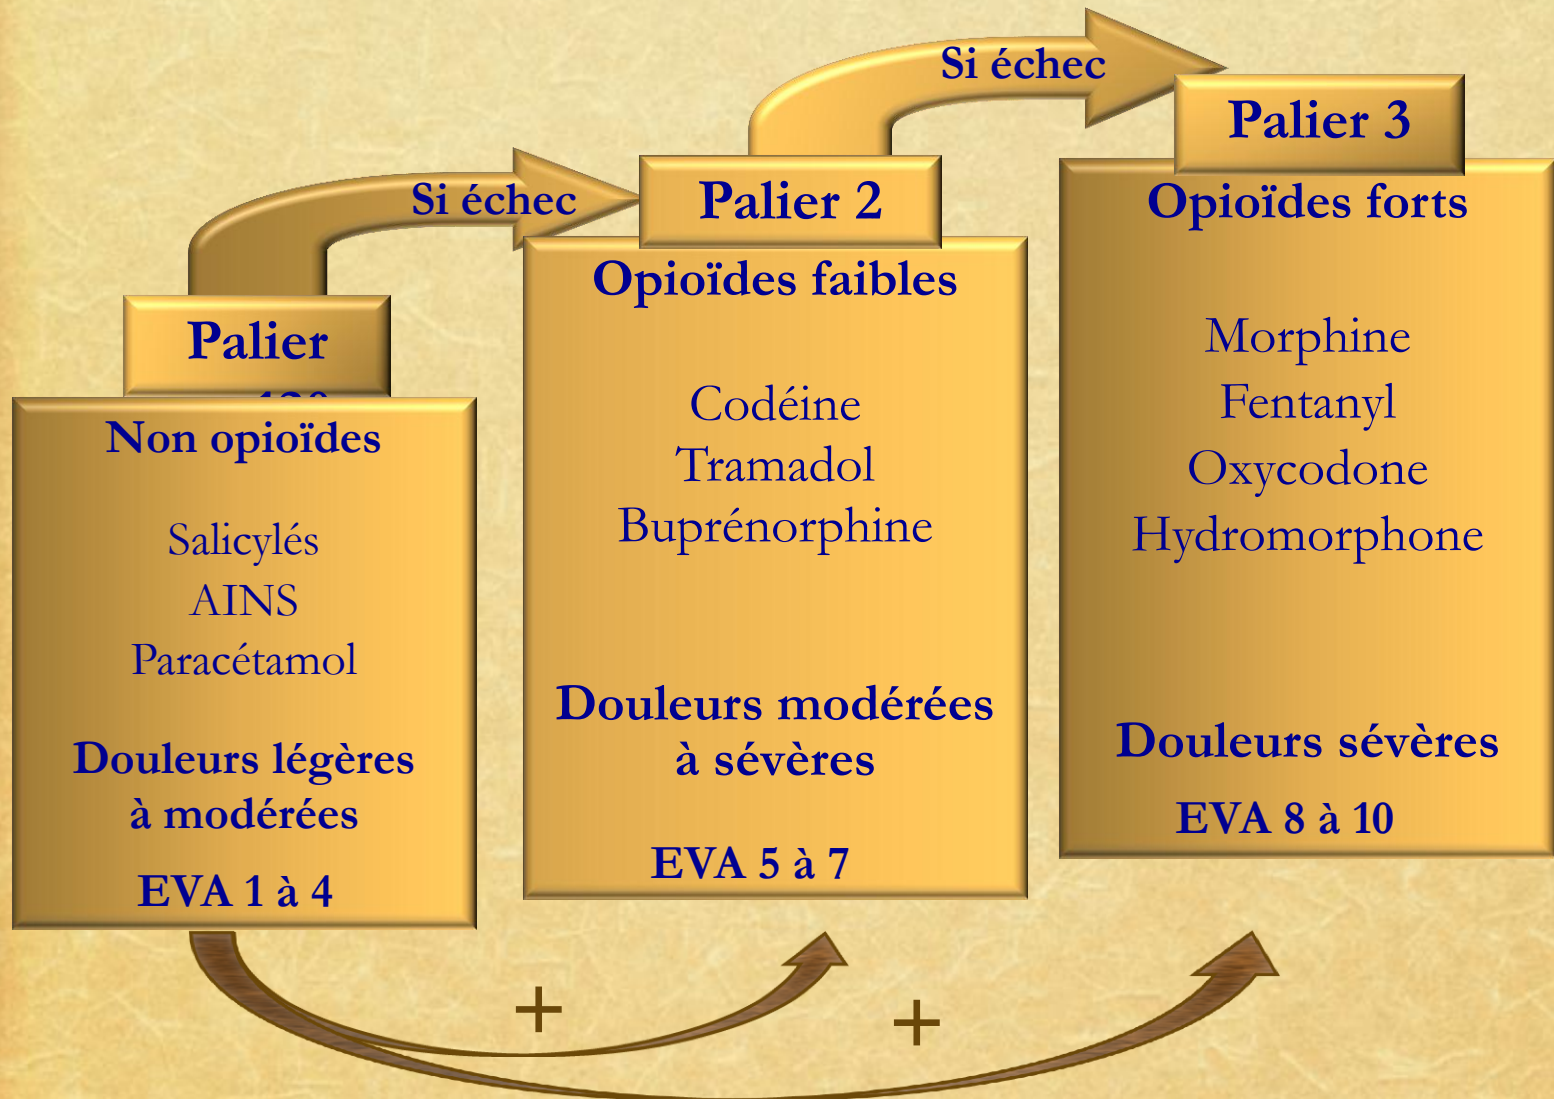 Si échec
Palier 3
Opioïdes forts
Morphine
Fentanyl
Oxycodone
Hydromorphone
Douleurs sévères
EVA 8 à 10
Si échec
Palier 2
Opioïdes faibles
Codéine
Tramadol
Buprénorphine
Douleurs modérées
à sévères
EVA 5 à 7
Palier
Non opioïdes
Salicylés
AINS
Paracétamol
Douleurs légères
à modérées
EVA 1 à 4
+
+